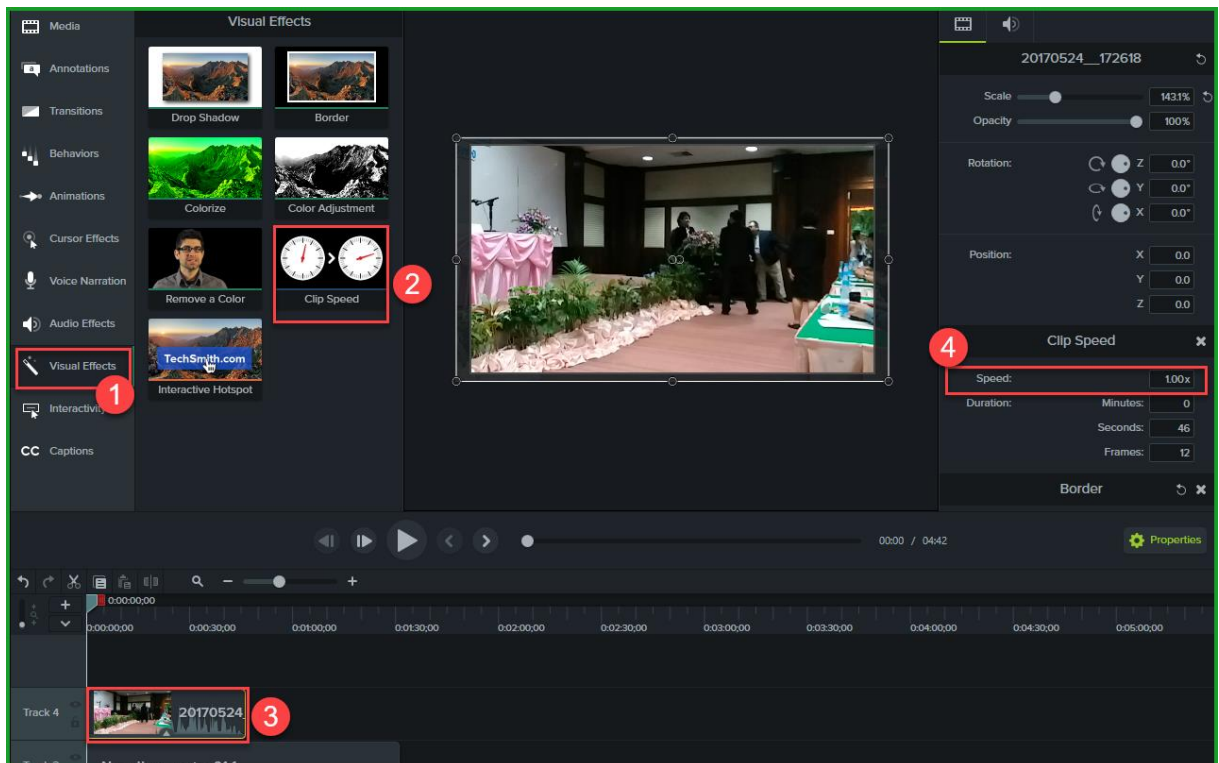 Media
Annotations
Transitions
Behaviors
Animations
Cursor Effects
Voice Narration
Audio Effects
Visual Effects
1
Interactivity
CC Captions
Visual Effects
Drop Shadow
Border
Colorize
Color Adjustment
Remove a Color
Clip Speed
2
TechSmith.com
Interactive Hotspot
20170524__172618
Scale 143.1%
Opacity 100%
Rotation: Z 0.0°
Y 0.0°
X 0.0°
Position: X 0.0
Y 0.0
Z 0.0
4
Clip Speed
Speed: 1.00x
Duration: Minutes: 0
Seconds: 46
Frames: 12
Border
00:00 / 04:42
Properties
0:00:00;00
0:00:00;00 0:00:30;00 0:01:00;00 0:01:30;00 0:02:00;00 0:02:30;00 0:03:00;00 0:03:30;00 0:04:00;00 0:04:30;00 0:05:00;00
Track 4
20170524_
3